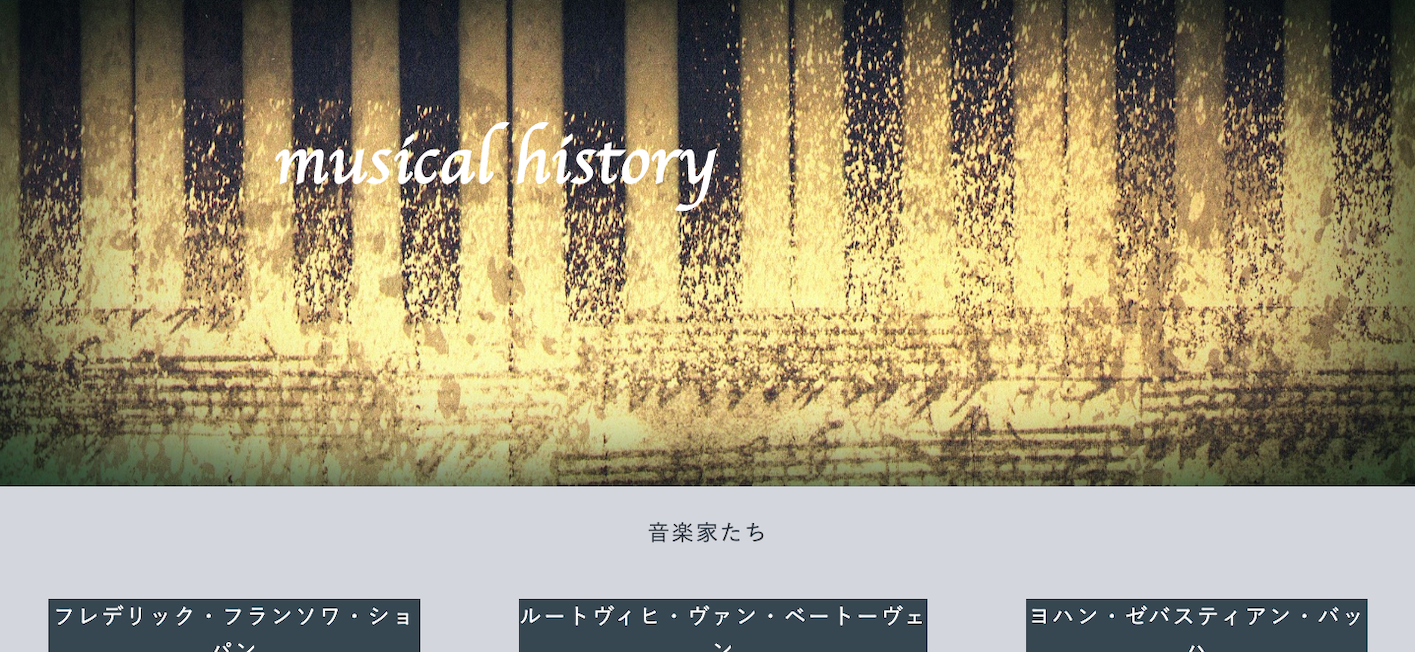 musical history
音楽家たち
フレデリック・フランソワ・ショ
パン
ルートヴィヒ・ヴァン・ベートーヴェ
ン
ヨハン・ゼバスティアン・バッ
ハ